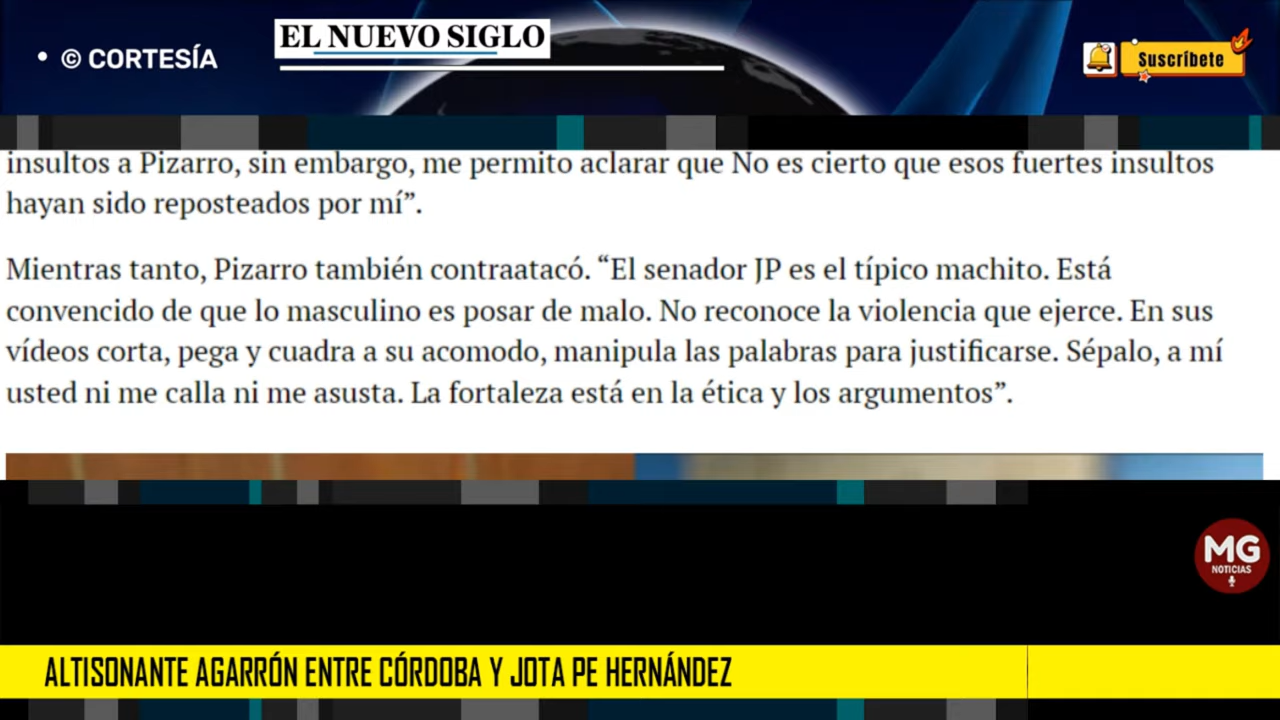 • © CORTESÍA
EL NUEVO SIGLO
Suscríbete
insultos a Pizarro, sin embargo, me permito aclarar que No es cierto que esos fuertes insultos
hayan sido reposteados por mí”.
Mientras tanto, Pizarro también contraatacó. “El senador JP es el típico machito. Está
convencido de que lo masculino es posar de malo. No reconoce la violencia que ejerce. En sus
vídeos corta, pega y cuadra a su acomodo, manipula las palabras para justificarse. Sépalo, a mí
usted ni me calla ni me asusta. La fortaleza está en la ética y los argumentos”.
MG
NOTICIAS
ALTISONANTE AGARRÓN ENTRE CÓRDOBA Y JOTA PE HERNÁNDEZ